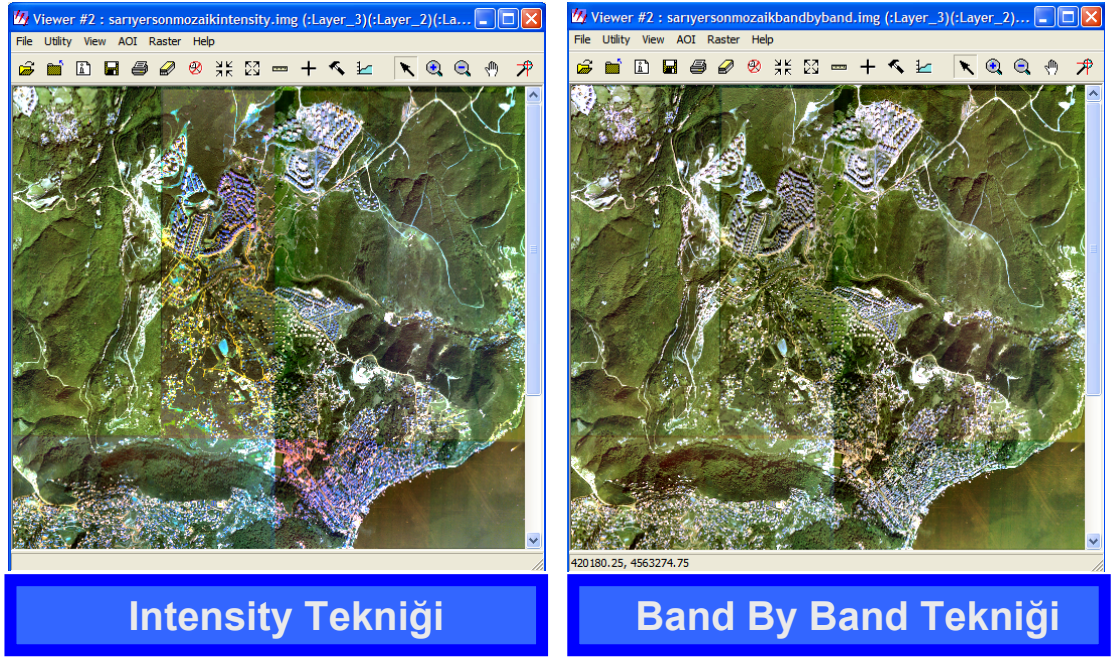 Viewer #2 : sarıyersonmozaikintensity.img (:Layer_3)(:Layer_2)(:La...
File Utility View AOI Raster Help
Intensity Tekniği
Viewer #2 : sarıyersonmozaikbandbyband.img (:Layer_3)(:Layer_2)...
File Utility View AOI Raster Help
420180.25, 4563274.75
Band By Band Tekniği